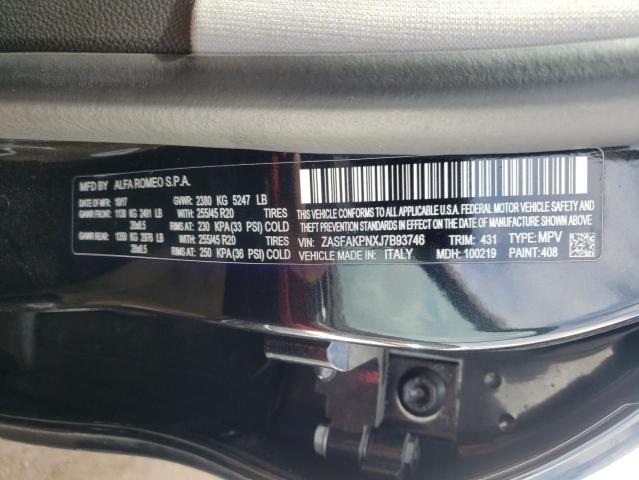 MFD BY ALFA ROMEO S.P.A.
DATE OF MFR 10/17 GVWR: 2380 KG 5247 LB
GAWR FRONT: 1130 KG 2491 LB WITH: 255/45 R20 TIRES
20x8.5 RIMS AT: 230 KPA(33 PSI) COLD
GAWR REAR: 1350 KG 2976 LB WITH: 255/45 R20 TIRES
20x8.5 RIMS AT: 250 KPA(36 PSI) COLD
THIS VEHICLE CONFORMS TO ALL APPLICABLE U.S.A. FEDERAL MOTOR VEHICLE
SAFETY, BUMPER AND THEFT PREVENTION STANDARDS IN EFFECT ON THE DATE OF MANUFACTURE SHOWN ABOVE.
VIN: ZASFAKPNXJ7B93746 TRIM: 431 TYPE: MPV
VEHICLE MADE IN: ITALY MDH: 100219 PAINT: 408